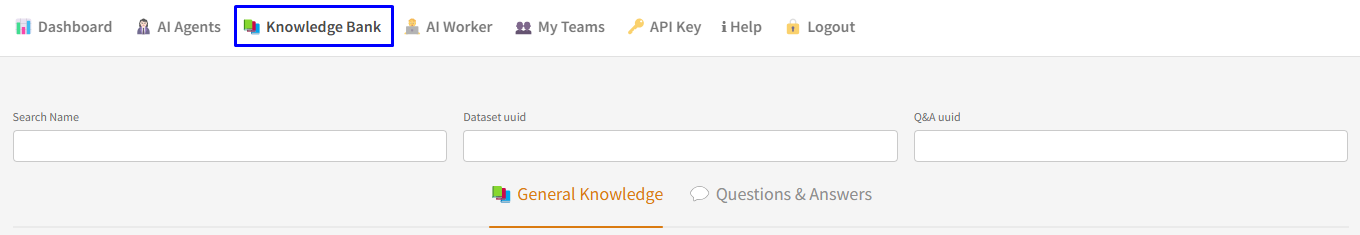 Dashboard AI Agents Knowledge Bank AI Worker My Teams API Key Help Logout
Search Name Dataset uuid Q&A uuid
General Knowledge Questions & Answers